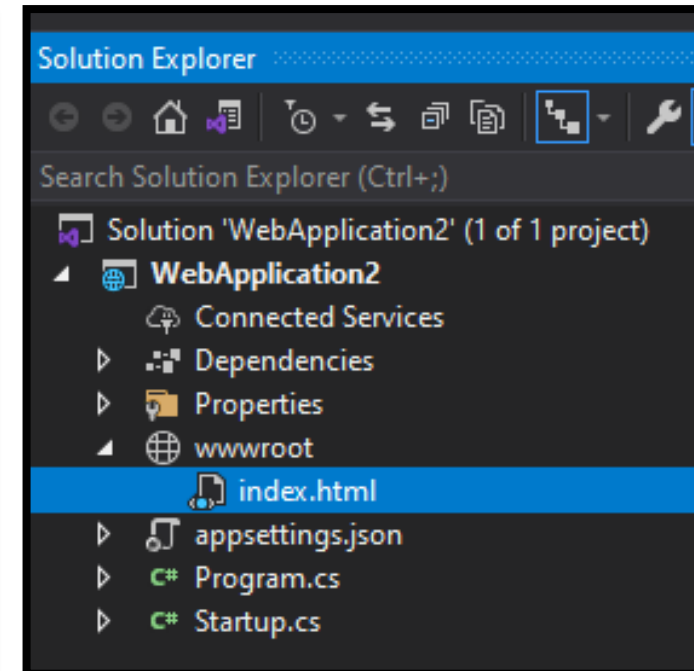 Solution Explorer
Search Solution Explorer (Ctrl+;)
Solution 'WebApplication2' (1 of 1 project)
WebApplication2
Connected Services
Dependencies
Properties
wwwroot
index.html
appsettings.json
C# Program.cs
C# Startup.cs